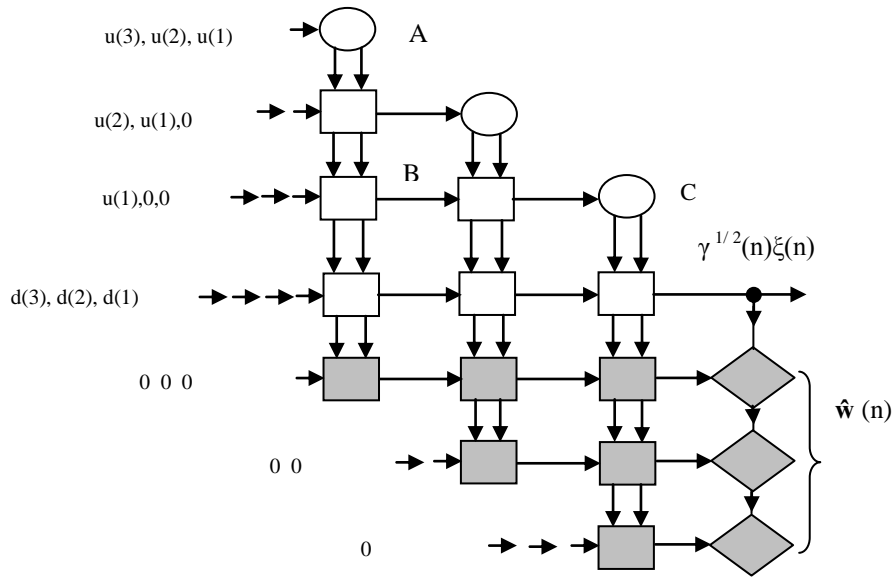 u(3), u(2), u(1)
A
u(2), u(1),0
B
u(1),0,0
C
γ^{1/2}(n)ξ(n)
d(3), d(2), d(1)
0 0 0
ŵ (n)
0 0
0